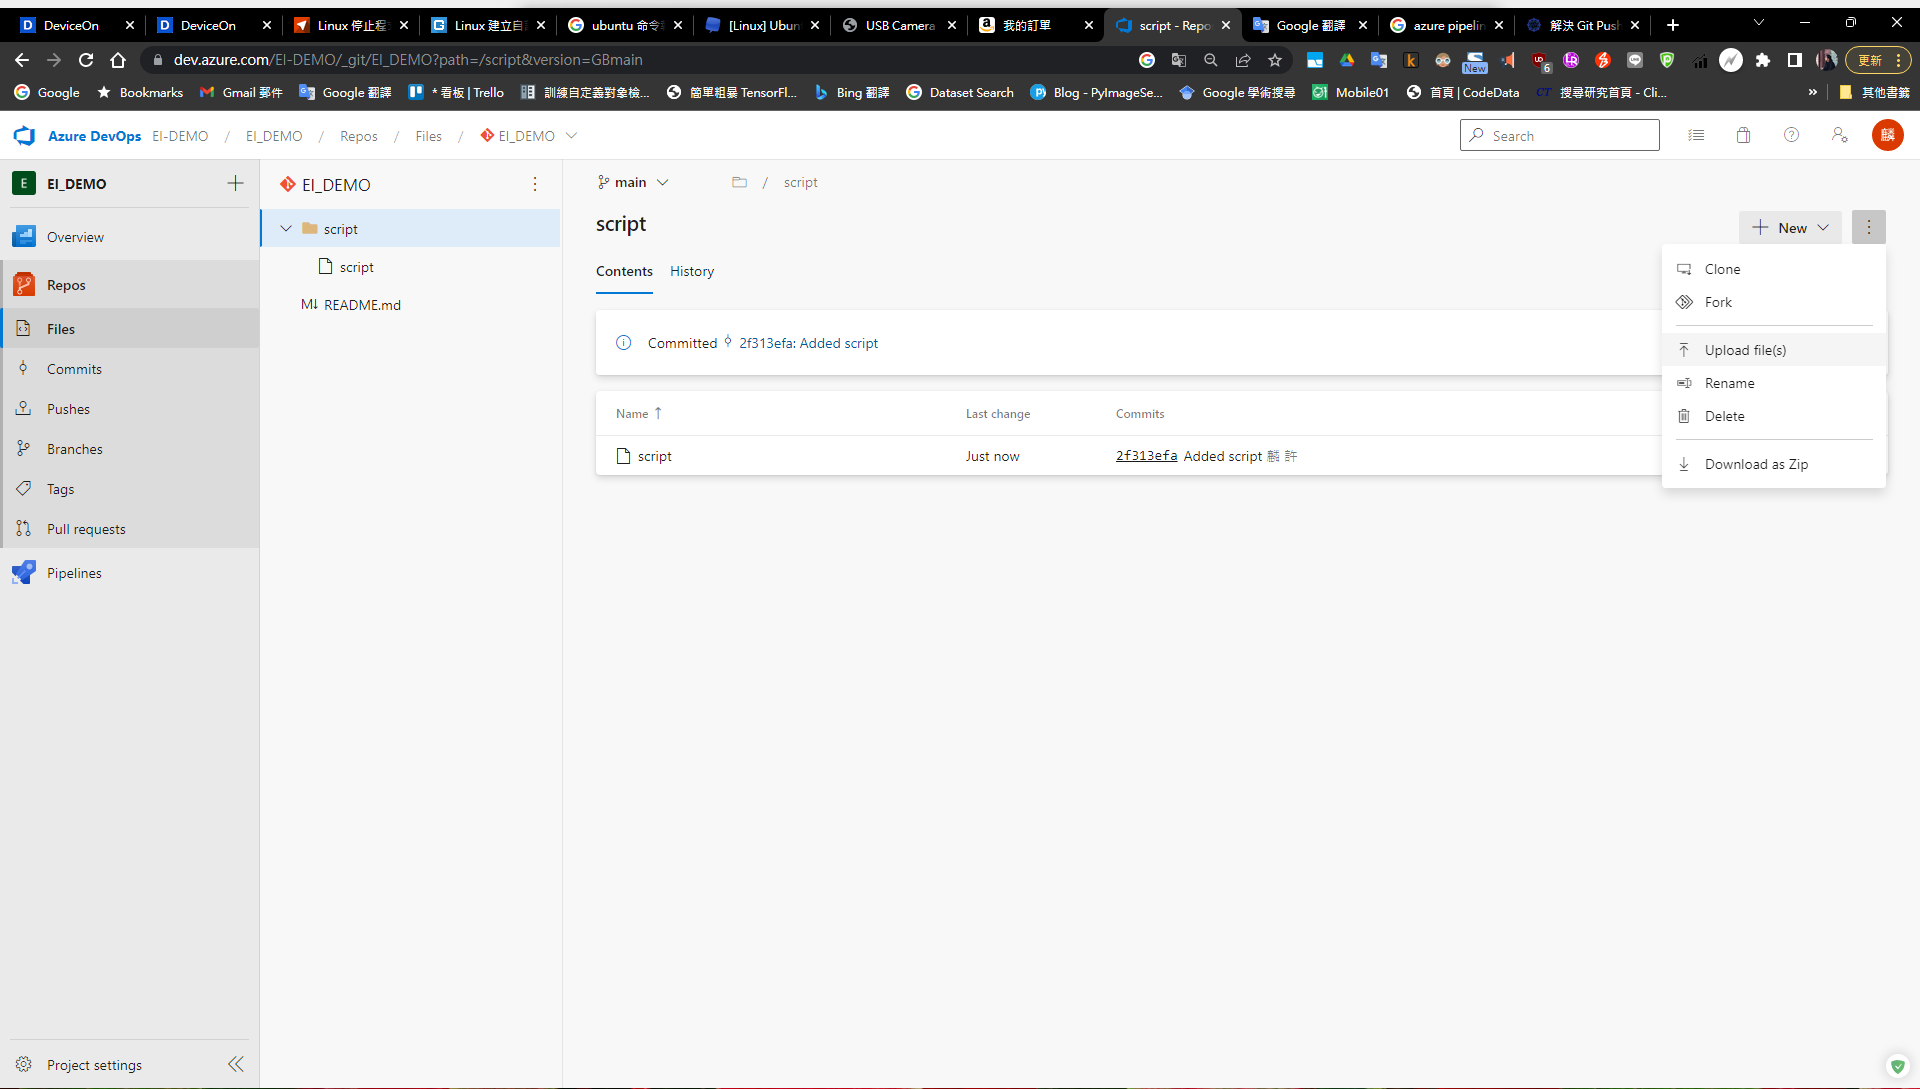 DeviceOn
DeviceOn
Linux 停止程
Linux 建立自
ubuntu 命令
[Linux] Ubun
USB Camera
我的訂單
script - Repo
Google 翻譯
azure pipelin
解決 Git Push
dev.azure.com/EI-DEMO/_git/EI_DEMO?path=/script&version=GBmain
New
6
更新
Google
Bookmarks
Gmail 郵件
Google 翻譯
* 看板 | Trello
訓練自定義對象檢...
簡單粗暴 TensorFl...
Bing 翻譯
Dataset Search
Blog - PyImageSe...
Google 學術搜尋
Mobile01
首頁 | CodeData
搜尋研究首頁 - Cli...
»
其他書籤
Azure DevOps
EI-DEMO / EI_DEMO / Repos / Files / EI_DEMO
Search
麟
E EI_DEMO
Overview
Repos
Files
Commits
Pushes
Branches
Tags
Pull requests
Pipelines
Project settings
EI_DEMO
script
script
README.md
main
/ script
script
New
Contents History
Clone
Fork
Upload file(s)
Rename
Delete
Download as Zip
Committed 2f313efa: Added script
Name Last change Commits
script Just now 2f313efa Added script 麟 許